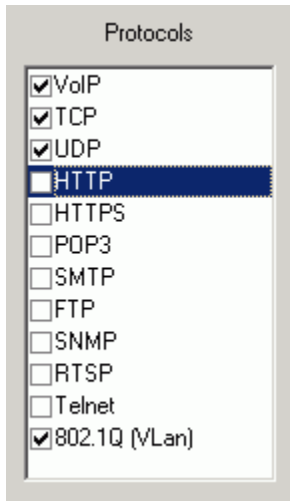 Protocols
VoIP
TCP
UDP
HTTP
HTTPS
POP3
SMTP
FTP
SNMP
RTSP
Telnet
802.1Q (VLan)